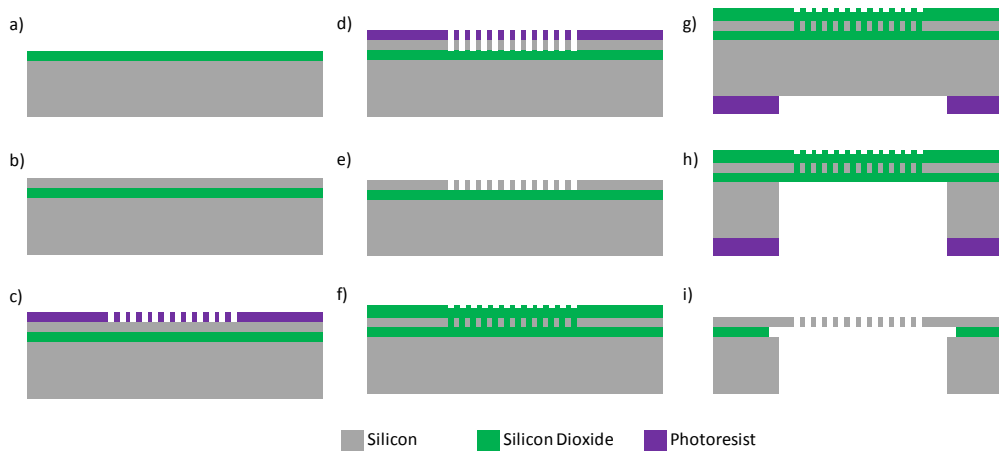 a)
b)
c)
d)
e)
f)
g)
h)
i)
Silicon
Silicon Dioxide
Photoresist